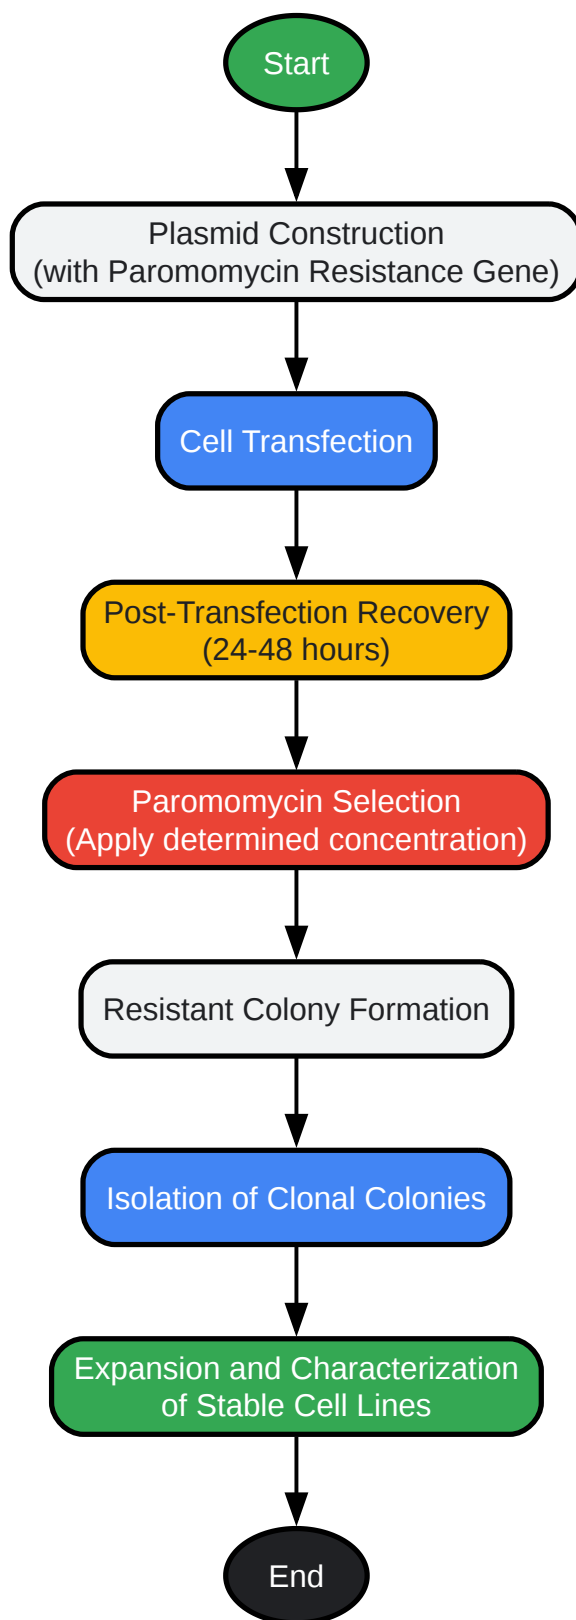 Start
Plasmid Construction
(with Paromomycin Resistance Gene)
Cell Transfection
Post-Transfection Recovery
(24-48 hours)
Paromomycin Selection
(Apply determined concentration)
Resistant Colony Formation
Isolation of Clonal Colonies
Expansion and Characterization
of Stable Cell Lines
End